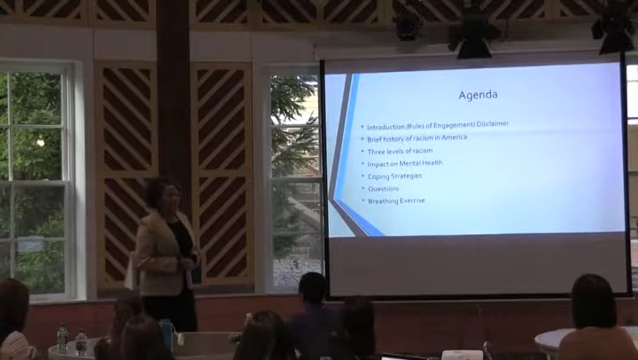 Agenda
Introduction /Rules of Engagement/ Disclaimer
Brief history of racism in America
Three levels of racism
Impact on Mental Health
Coping Strategies
Questions
Breathing Exercise